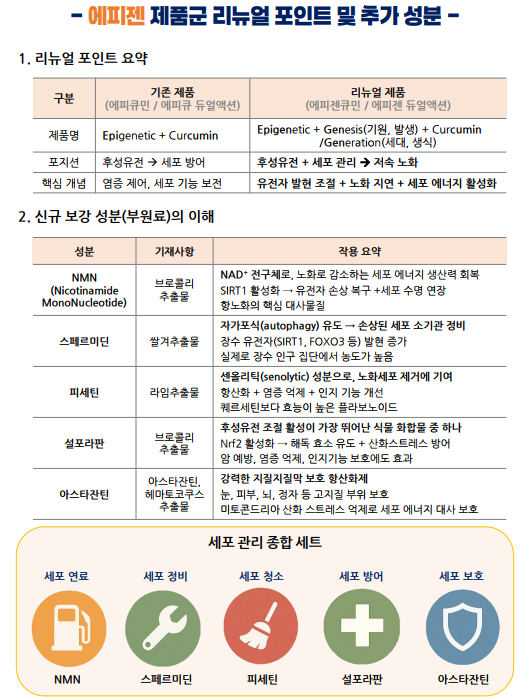 - 에피젠 제품군 리뉴얼 포인트 및 추가 성분 -
1. 리뉴얼 포인트 요약
구분
기존 제품
(에피큐민 / 에피큐 듀얼액션)
리뉴얼 제품
(에피젠큐민 / 에피젠 듀얼액션)
제품명
Epigenetic + Curcumin
Epigenetic + Genesis(기원, 발생) + Curcumin
/Generation(세대, 생식)
포지션
후성유전 → 세포 방어
후성유전 + 세포 관리 → 저속 노화
핵심 개념
염증 제어, 세포 기능 보전
유전자 발현 조절 + 노화 지연 + 세포 에너지 활성화
2. 신규 보강 성분(부원료)의 이해
성분
기재사항
작용 요약
NMN
(Nicotinamide
MonoNucleotide)
브로콜리
추출물
NAD⁺ 전구체로, 노화로 감소하는 세포 에너지 생산력 회복
SIRT1 활성화 → 유전자 손상 복구 +세포 수명 연장
항노화의 핵심 대사물질
스페르미딘
쌀겨추출물
자가포식(autophagy) 유도 → 손상된 세포 소기관 정비
장수 유전자(SIRT1, FOXO3 등) 발현 증가
실제로 장수 인구 집단에서 농도가 높음
피세틴
라임추출물
센올리틱(senolytic) 성분으로, 노화세포 제거에 기여
항산화 + 염증 억제 + 인지 기능 개선
퀘르세틴보다 효능이 높은 플라보노이드
설포라판
브로콜리
추출물
후성유전 조절 활성이 가장 뛰어난 식물 화합물 중 하나
Nrf2 활성화 → 해독 효소 유도 + 산화스트레스 방어
암 예방, 염증 억제, 인지기능 보호에도 효과
아스타잔틴
아스타잔틴,
헤마토코쿠스
추출물
강력한 지질지질막 보호 항산화제
눈, 피부, 뇌, 정자 등 고지질 부위 보호
미토콘드리아 산화 스트레스 억제로 세포 에너지 대사 보호
세포 관리 종합 세트
세포 연료
세포 정비
세포 청소
세포 방어
세포 보호
NMN
스페르미딘
피세틴
설포라판
아스타잔틴